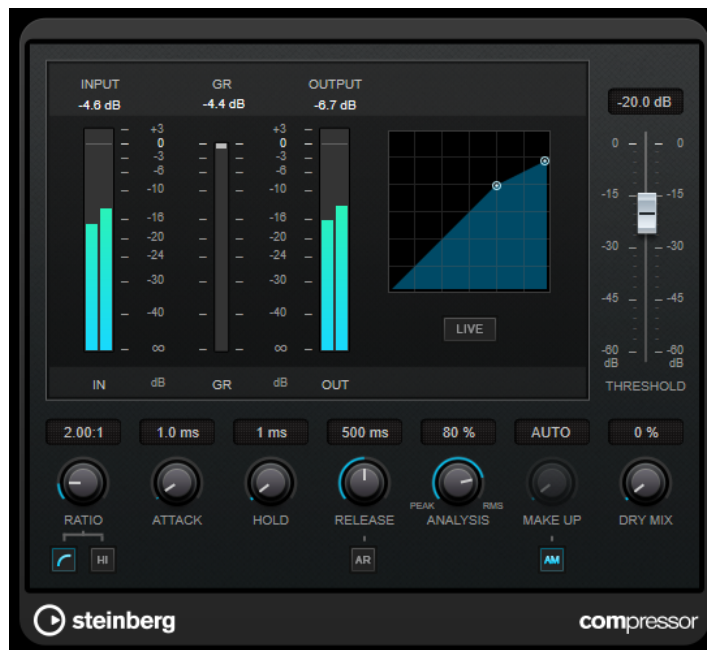 INPUT GR OUTPUT
-4.6 dB -4.4 dB -6.7 dB
-20.0 dB
+3 +3
0 0
-3 -3
-6 -6
-10 -10
-16 -16
-20 -20
-24 -24
-30 -30
-40 -40
∞ ∞
IN dB GR dB OUT
LIVE
0 0
-15 -15
-30 -30
-45 -45
-60 -60
dB dB
THRESHOLD
2.00:1 1.0 ms 1 ms 500 ms 80 % AUTO 0 %
PEAK RMS
RATIO ATTACK HOLD RELEASE ANALYSIS MAKE UP DRY MIX
HI AR AM
steinberg compressor